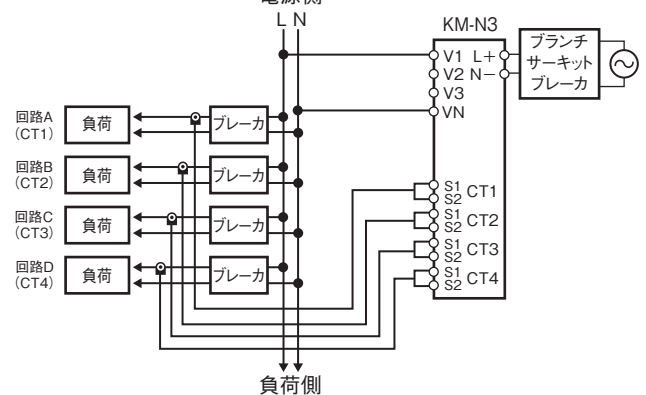 電源側
L N
KM-N3
V1 L+
V2 N−
V3
VN
ブランチ
サーキット
ブレーカ
回路A
(CT1)
負荷
ブレーカ
回路B
(CT2)
負荷
ブレーカ
回路C
(CT3)
負荷
ブレーカ
回路D
(CT4)
負荷
ブレーカ
S1
S2
CT1
S1
S2
CT2
S1
S2
CT3
S1
S2
CT4
負荷側